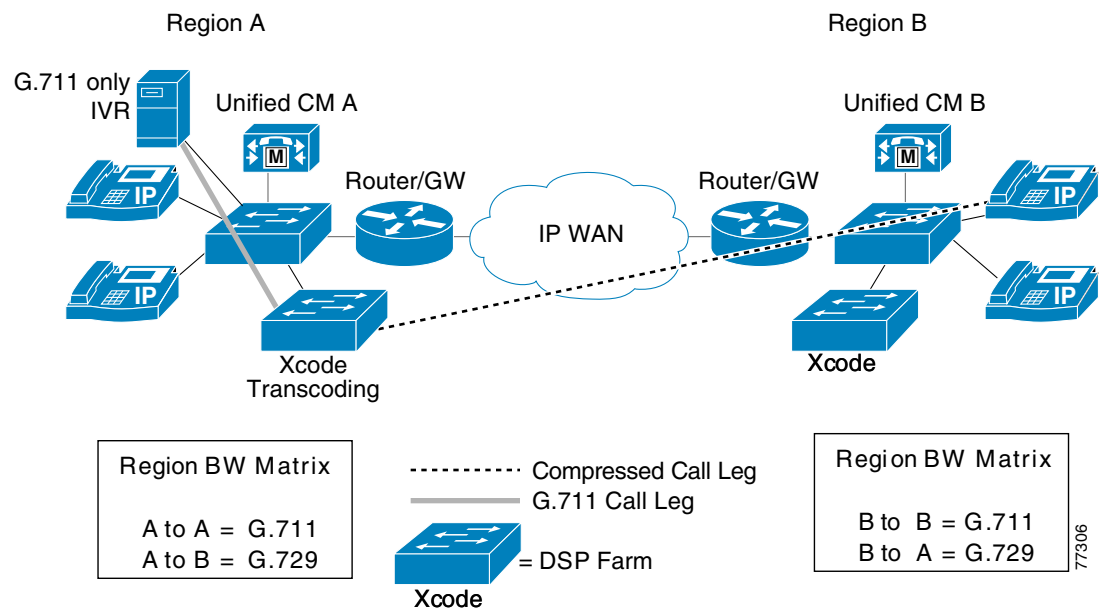 Region A
Region B
G.711 only
IVR
Unified CM A
Unified CM B
M
M
IP
Router/GW
IP WAN
Router/GW
IP
IP
IP
Xcode
Transcoding
Xcode
Region BW Matrix
A to A = G.711
A to B = G.729
Compressed Call Leg
G.711 Call Leg
= DSP Farm
Xcode
Region BW Matrix
B to B = G.711
B to A = G.729
77306